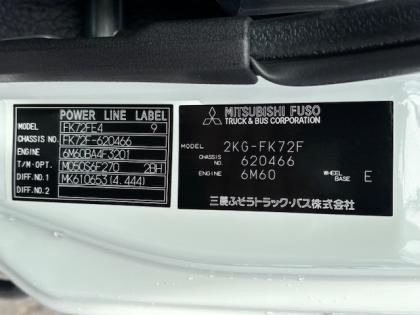 POWER LINE LABEL
MODEL FK72FE4 9
CHASSIS NO. FK72F-620466
ENGINE 6M60BA4F3201
T/M-OPT. M050S6F270 2BH
DIFF.NO.1 MK610653(4.444)
DIFF.NO.2
MITSUBISHI FUSO
TRUCK & BUS CORPORATION
MODEL 2KG-FK72F
CHASSIS NO. 620466
ENGINE 6M60 WHEEL BASE E
三菱ふそうトラック・バス株式会社